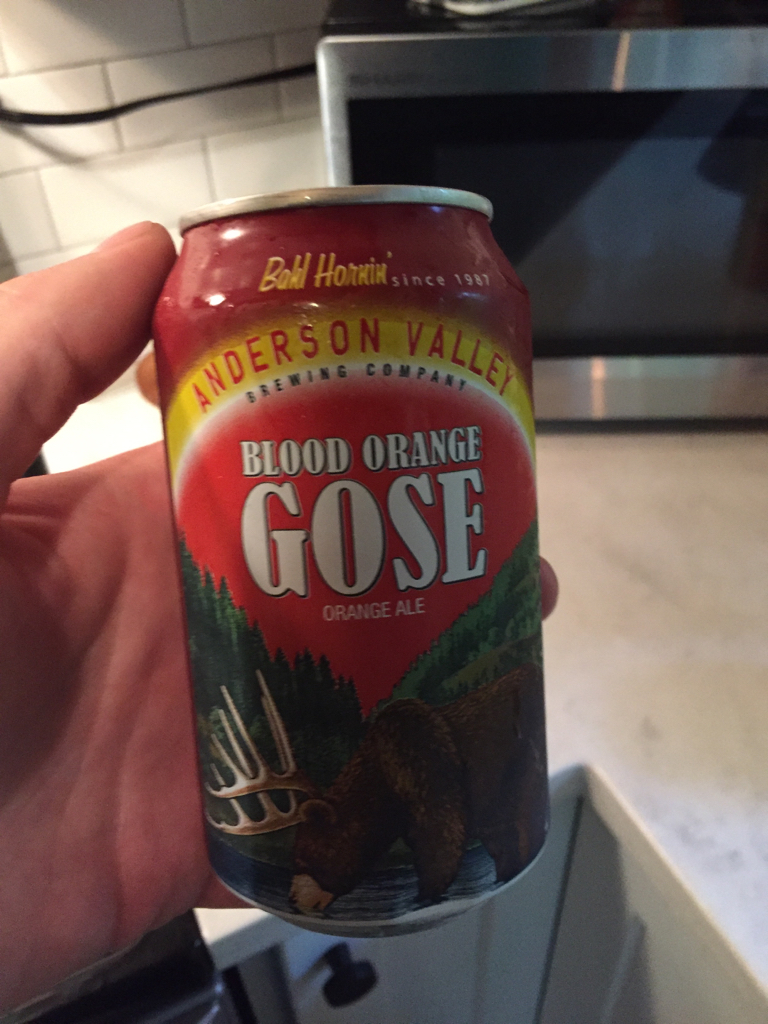 Bahl Hornin' since 1987
ANDERSON VALLEY
BREWING COMPANY
BLOOD ORANGE
GOSE
ORANGE ALE